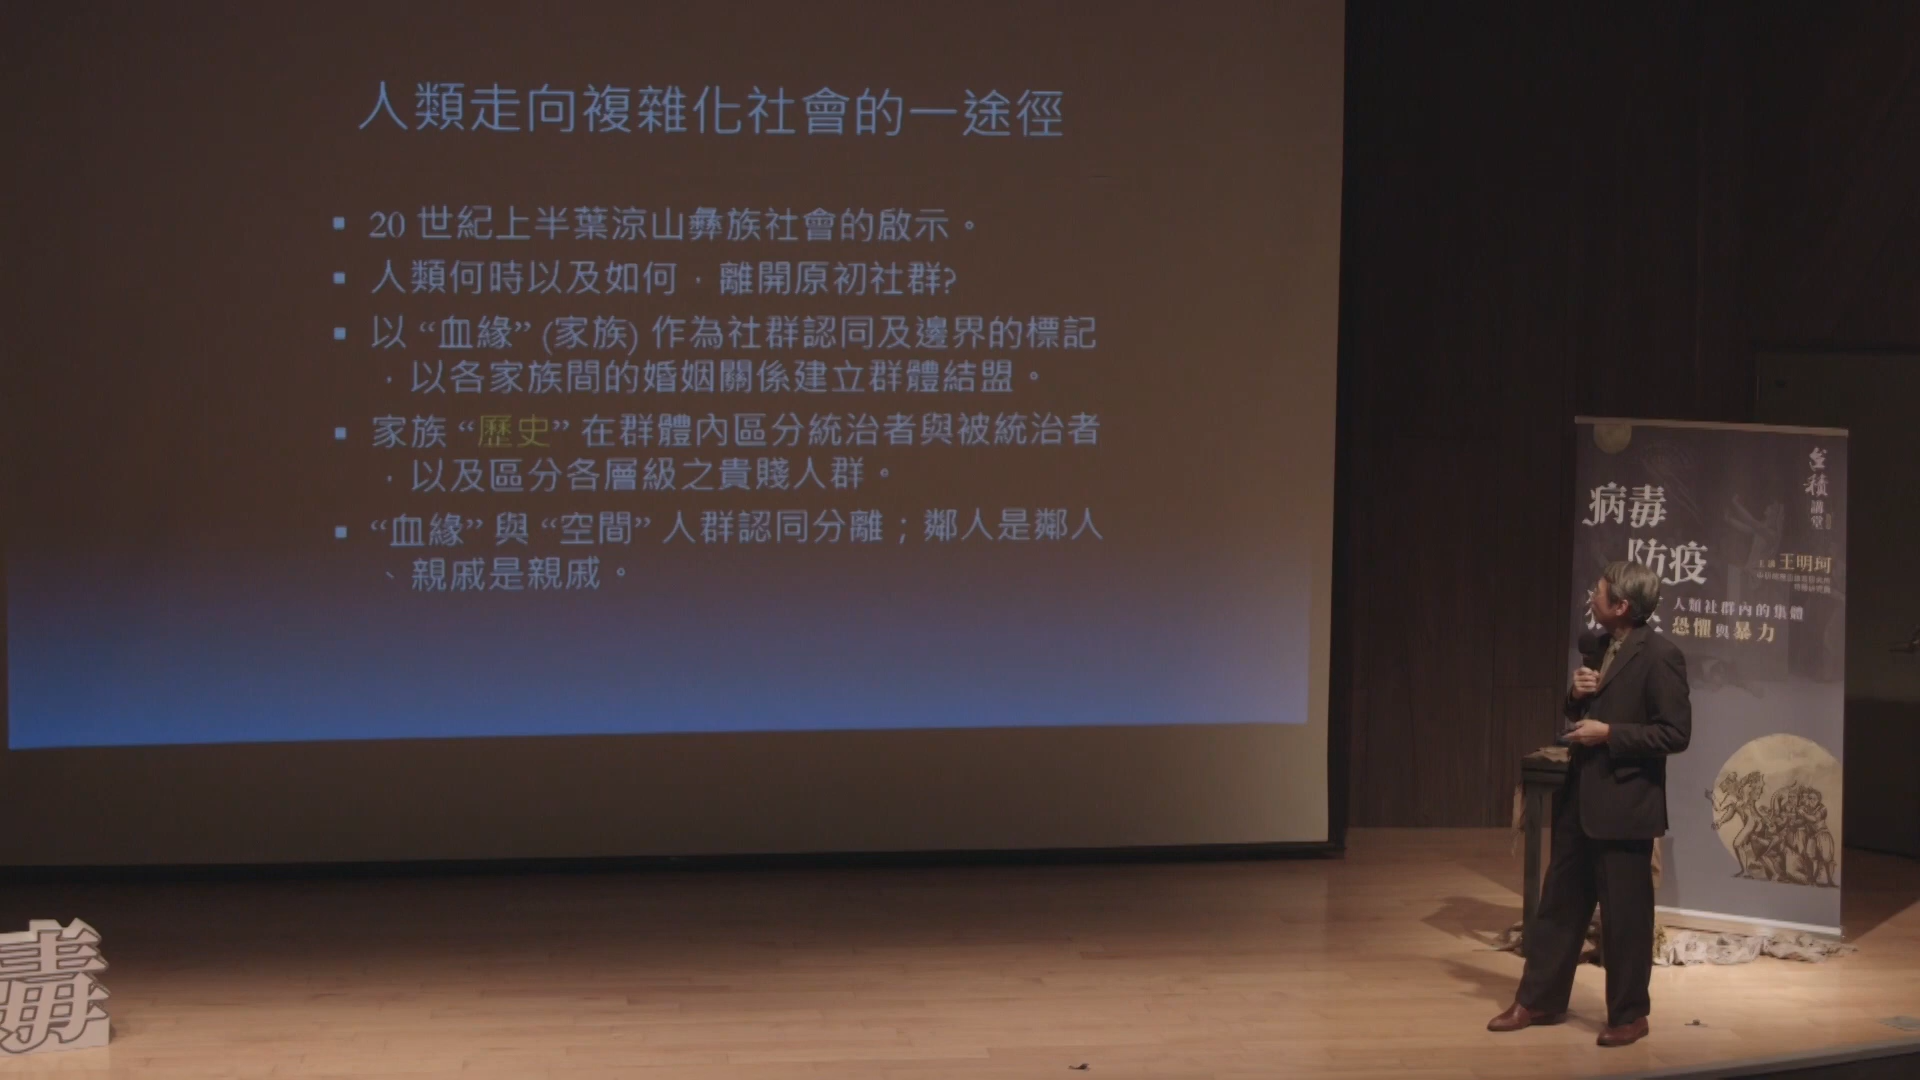 人類走向複雜化社會的一途徑
▪ 20 世紀上半葉涼山彝族社會的啟示。
▪ 人類何時以及如何，離開原初社群?
▪ 以 “血緣” (家族) 作為社群認同及邊界的標記
，以各家族間的婚姻關係建立群體結盟。
▪ 家族 “歷史” 在群體內區分統治者與被統治者
，以及區分各層級之貴賤人群。
▪ “血緣” 與 “空間” 人群認同分離；鄰人是鄰人
、親戚是親戚。
講堂
病毒
防疫
主講 王明珂
人類社群內的集體
恐懼與暴力
毒